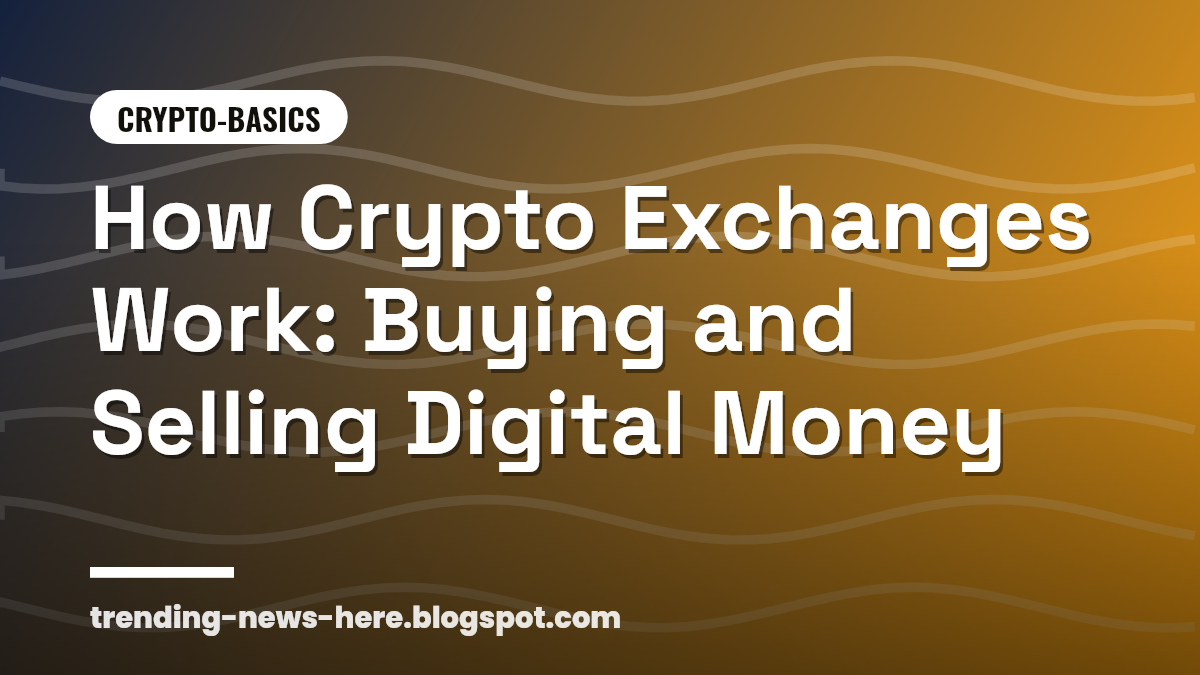 CRYPTO-BASICS
How Crypto Exchanges
Work: Buying and
Selling Digital Money
trending-news-here.blogspot.com